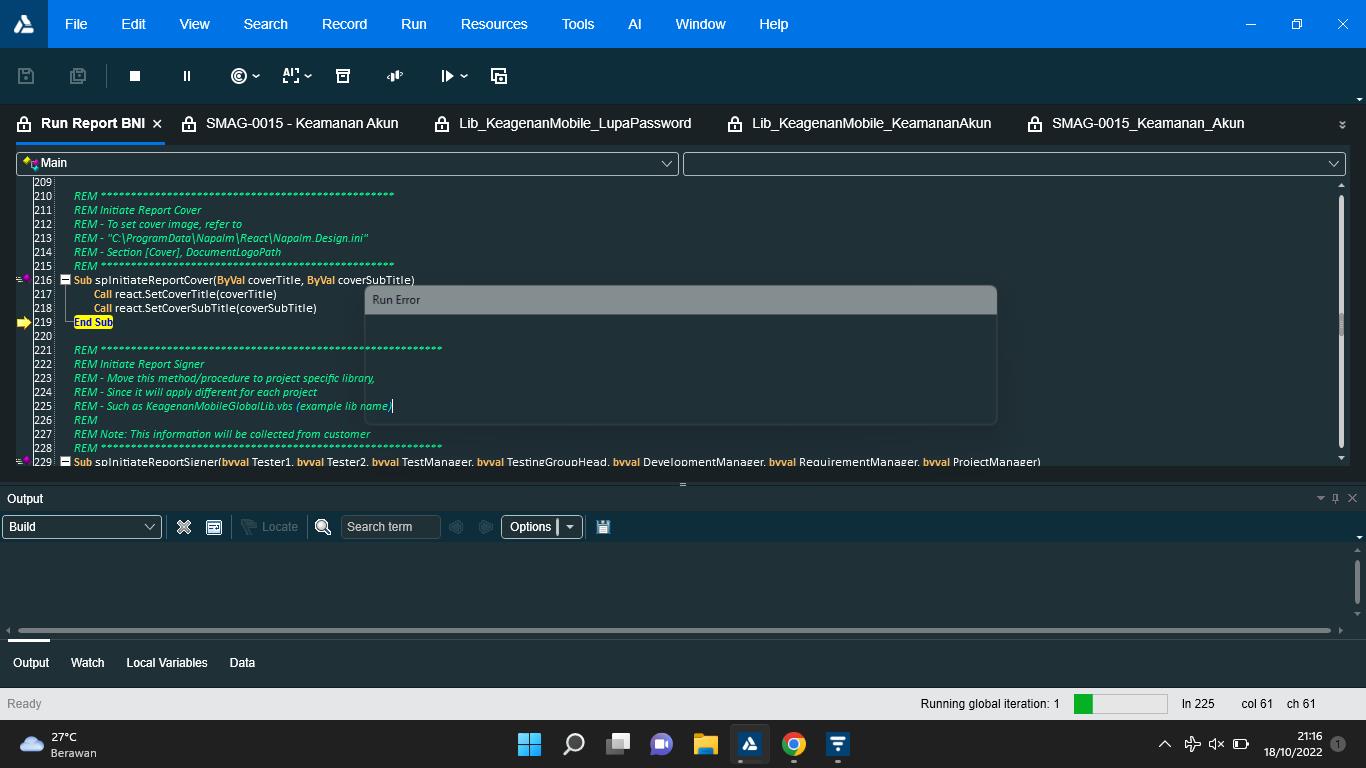 File Edit View Search Record Run Resources Tools AI Window Help
AI
Run Report BNI SMAG-0015 - Keamanan Akun Lib_KeagenanMobile_LupaPassword Lib_KeagenanMobile_KeamananAkun SMAG-0015_Keamanan_Akun
Main
209
210 REM **************************************************
211 REM Initiate Report Cover
212 REM - To set cover image, refer to
213 REM - "C:\ProgramData\Napalm\React\Napalm.Design.ini"
214 REM - Section [Cover], DocumentLogoPath
215 REM **************************************************
216 Sub spInitiateReportCover(ByVal coverTitle, ByVal coverSubTitle)
217 Call react.SetCoverTitle(coverTitle)
218 Call react.SetCoverSubTitle(coverSubTitle)
219 End Sub
220
221 REM **********************************************************
222 REM Initiate Report Signer
223 REM - Move this method/procedure to project specific library,
224 REM - Since it will apply different for each project
225 REM - Such as KeagenanMobileGlobalLib.vbs (example lib name)
226 REM
227 REM Note: This information will be collected from customer
228 REM **********************************************************
229 Sub spInitiateReportSigner(byval Tester1, byval Tester2, byval TestManager, byval TestingGroupHead, byval DevelopmentManager, byval RequirementManager, byval ProjectManager)
Run Error
Output
Build Locate Search term Options
Output Watch Local Variables Data
Ready Running global iteration: 1 ln 225 col 61 ch 61
27°C
Berawan
21:16
18/10/2022
1